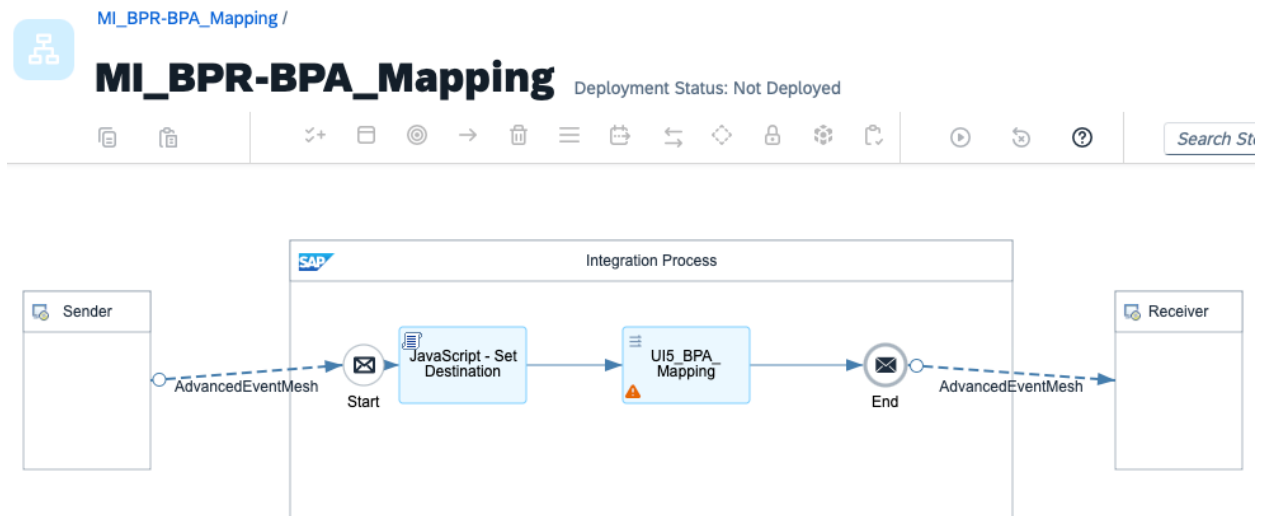 MI_BPR-BPA_Mapping /
MI_BPR-BPA_Mapping
Deployment Status: Not Deployed
Search
SAP
Integration Process
Sender
Receiver
JavaScript - Set
Destination
UI5_BPA_
Mapping
AdvancedEventMesh
AdvancedEventMesh
Start
End